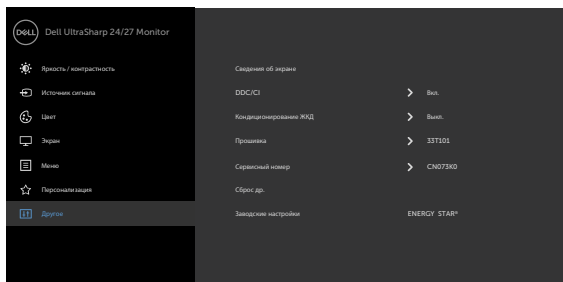 DELL
Dell UltraSharp 24/27 Monitor
Яркость / контрастность
Источник сигнала
Цвет
Экран
Меню
Персонализация
Другое
Сведения об экране
DDC/CI Вкл.
Кондиционирование ЖКД Выкл.
Прошивка 33T101
Сервисный номер CN073K0
Сброс др.
Заводские настройки ENERGY STAR®